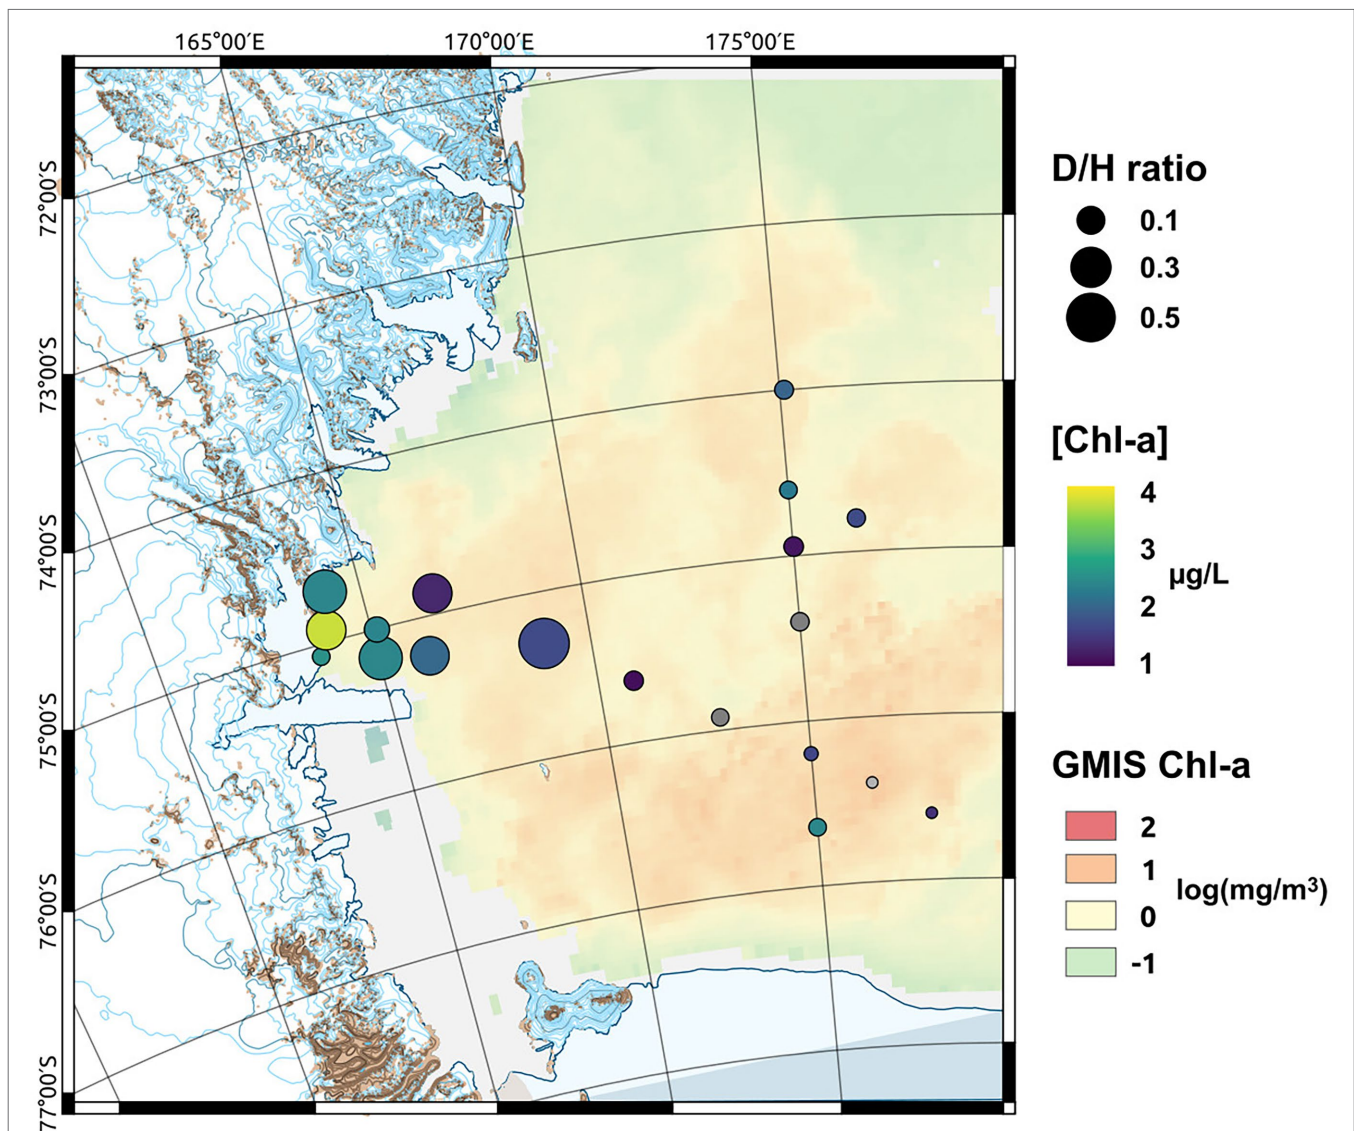 165°00'E 170°00'E 175°00'E
72°00'S
73°00'S
74°00'S
75°00'S
76°00'S
77°00'S
D/H ratio
0.1
0.3
0.5
[Chl-a]
4
3
2
1
µg/L
GMIS Chl-a
2
1
0
-1
log(mg/m³)